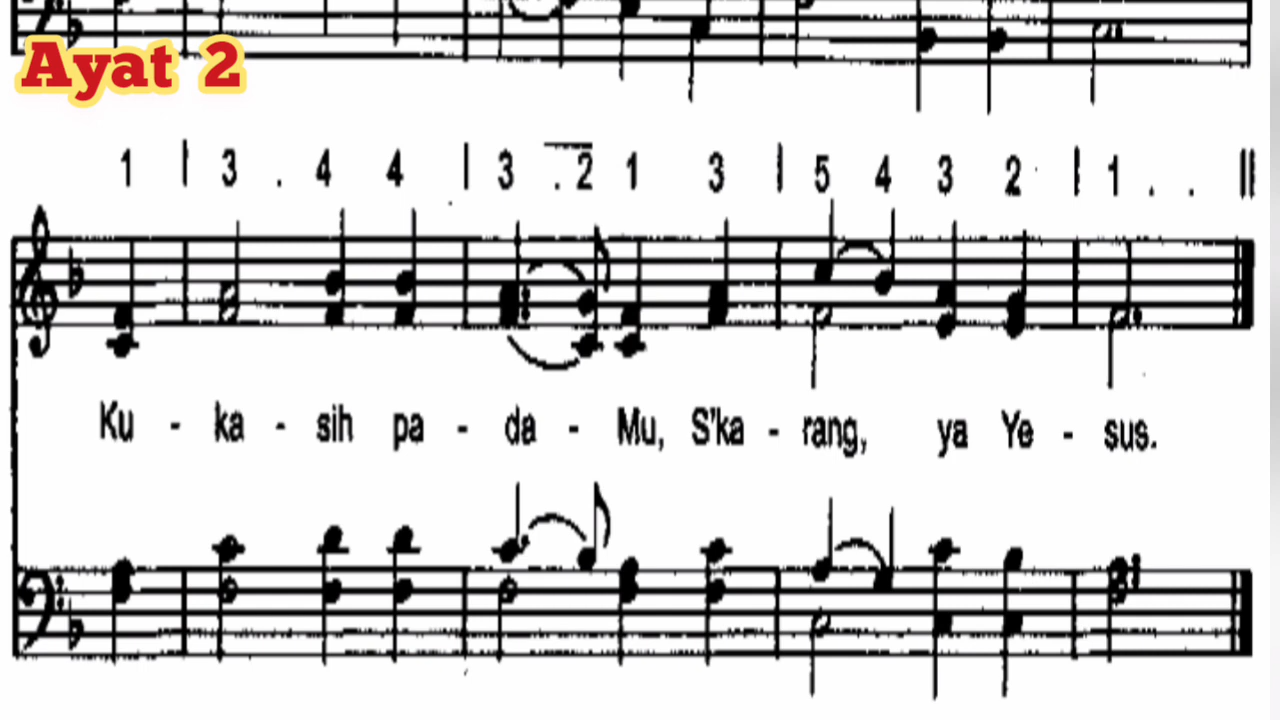 Ayat 2
1 | 3 . 4 4 | 3 . 2 1 3 | 5 4 3 2 | 1 . . ||
Ku - ka - sih pa - da - Mu, S'ka - rang, ya Ye - sus.